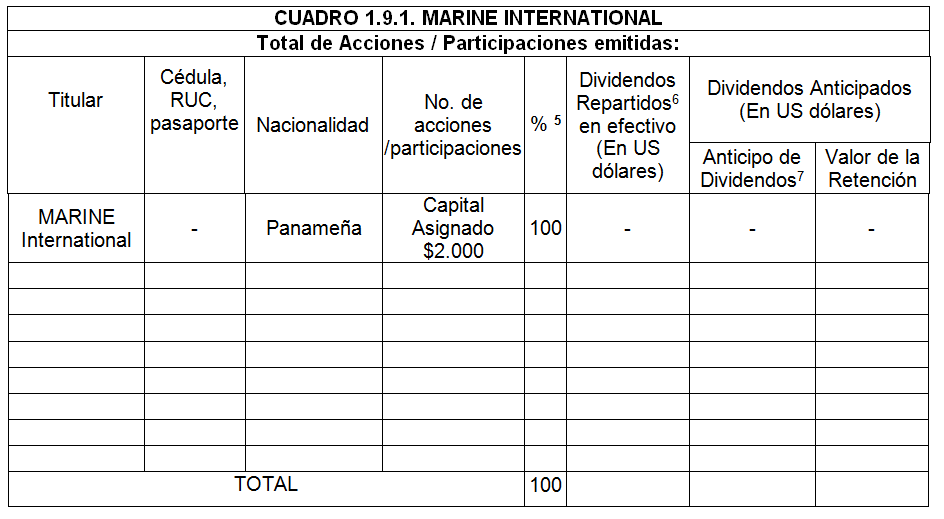 CUADRO 1.9.1. MARINE INTERNATIONAL
Total de Acciones / Participaciones emitidas:
Titular
Cédula,
RUC,
pasaporte
Nacionalidad
No. de
acciones
/participaciones
% 5
Dividendos
Repartidos6
en efectivo
(En US
dólares)
Dividendos Anticipados
(En US dólares)
Anticipo de
Dividendos7
Valor de la
Retención
MARINE
International
-
Panameña
Capital
Asignado
$2.000
100
-
-
-
TOTAL
100